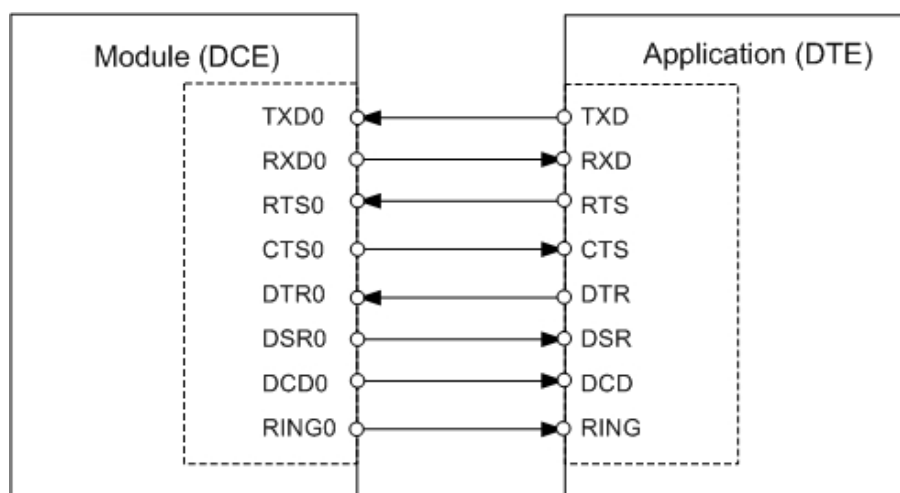 Module (DCE)
Application (DTE)
TXD0
TXD
RXD0
RXD
RTS0
RTS
CTS0
CTS
DTR0
DTR
DSR0
DSR
DCD0
DCD
RING0
RING